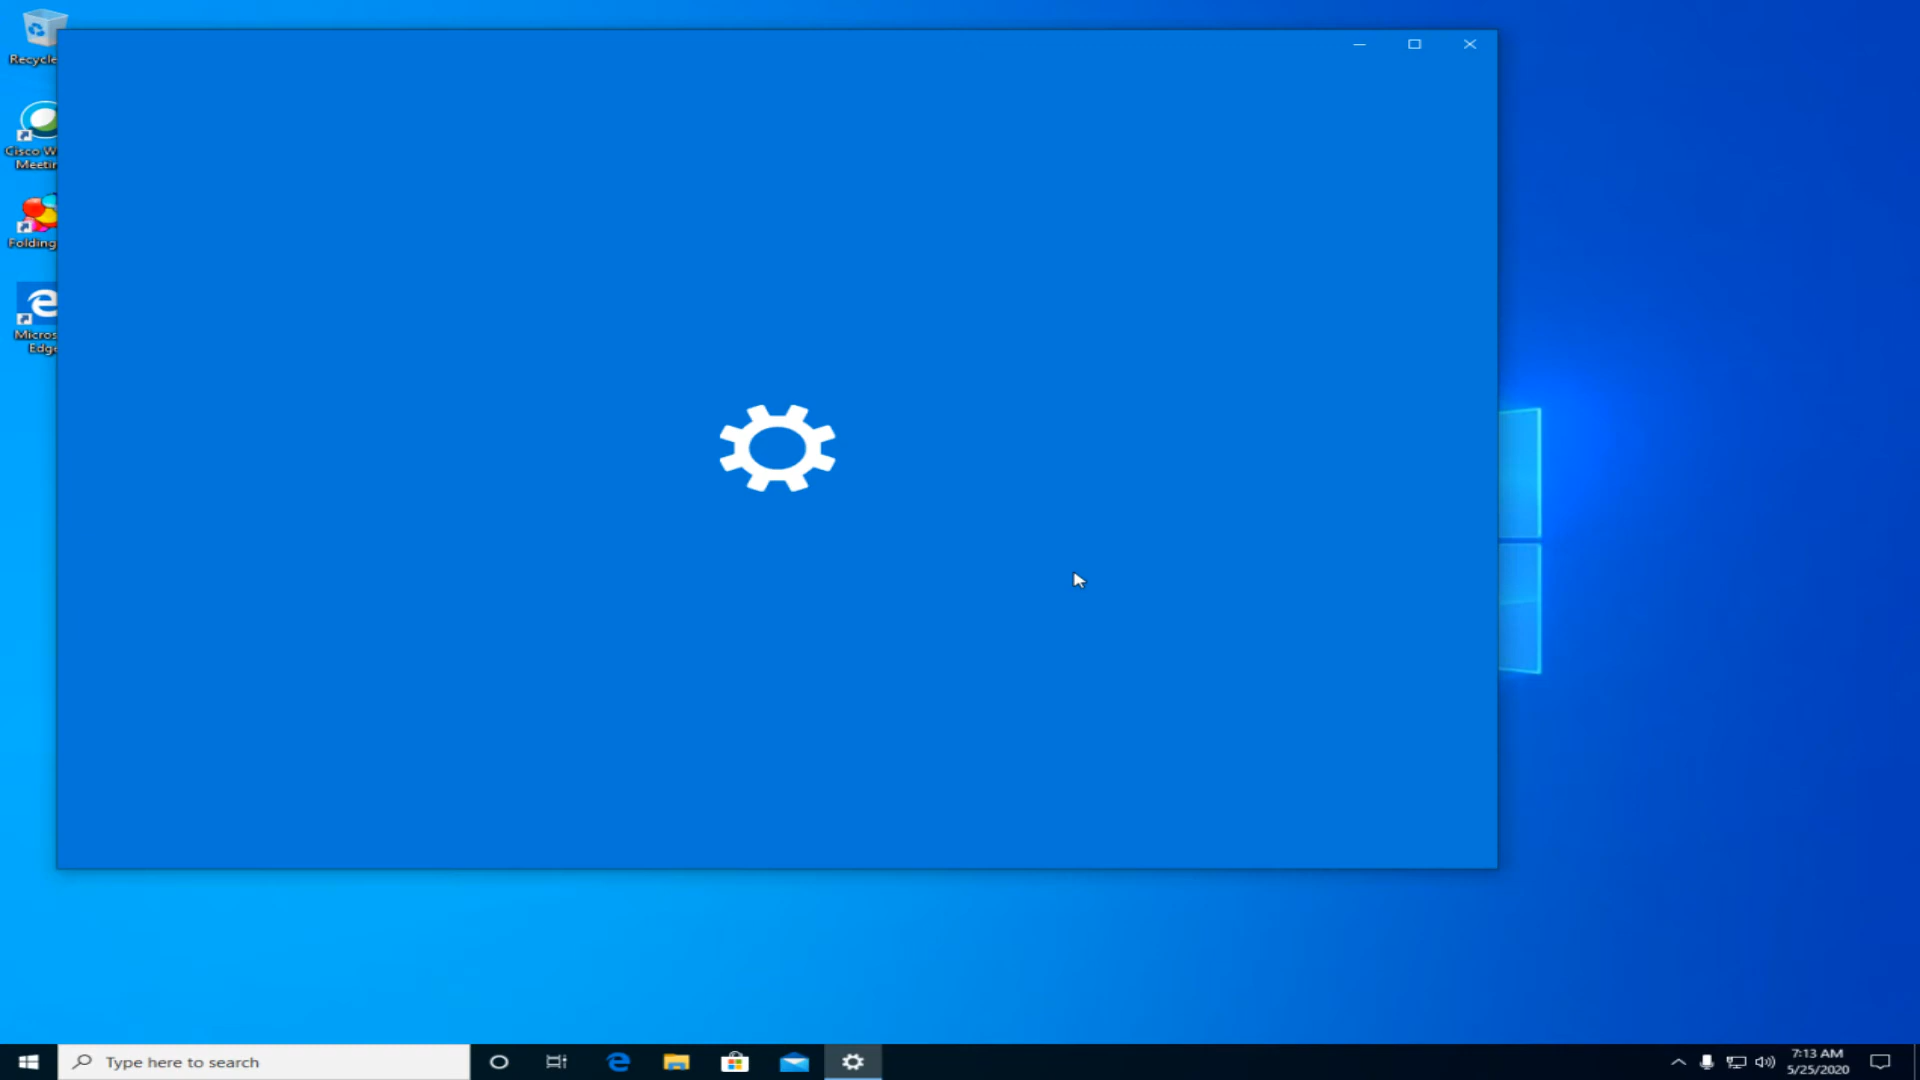 Recycle
Cisco W
Meetin
Folding
Micros
Edge
Type here to search
7:13 AM
5/25/2020